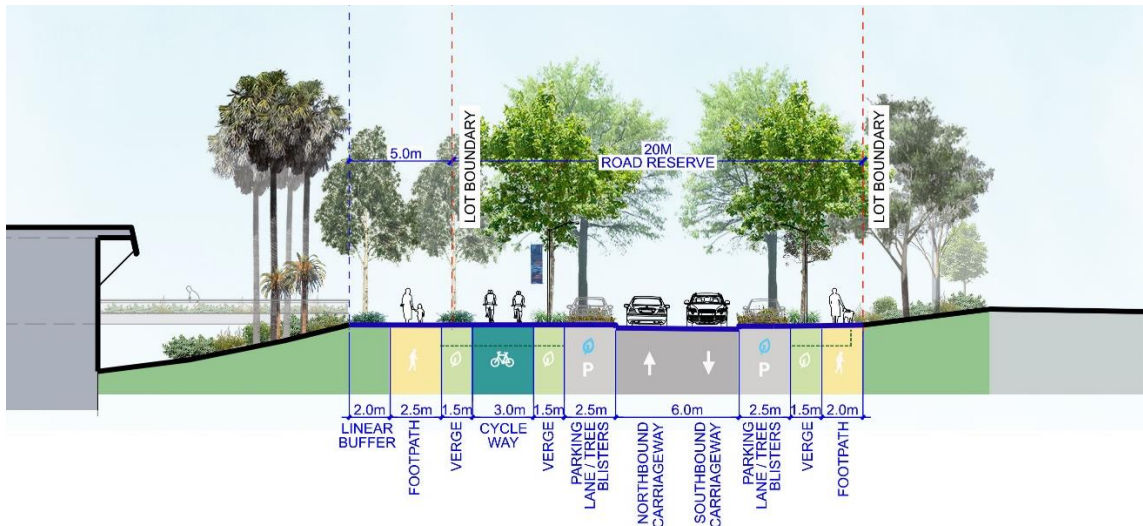 5.0m
20M
ROAD RESERVE
LOT BOUNDARY
LOT BOUNDARY
P
P
2.0m
2.5m
1.5m
3.0m
1.5m
2.5m
6.0m
2.5m
1.5m
2.0m
LINEAR
BUFFER
FOOTPATH
VERGE
CYCLE
WAY
VERGE
PARKING
LANE / TREE
BLISTERS
NORTHBOUND
CARRIAGEWAY
SOUTHBOUND
CARRIAGEWAY
PARKING
LANE / TREE
BLISTERS
VERGE
FOOTPATH